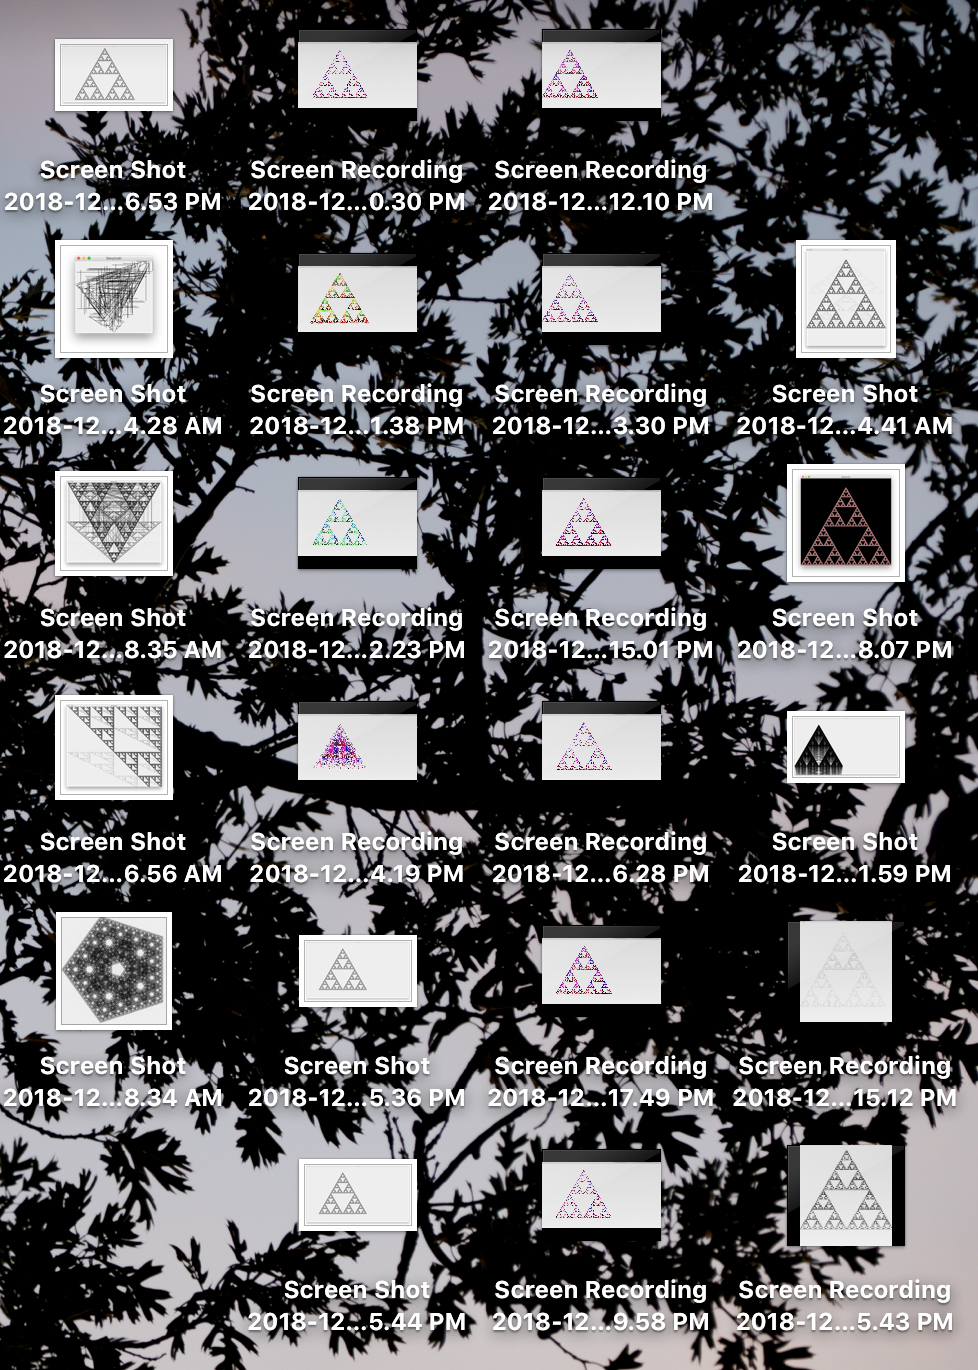 Screen Shot
2018-12...6.53 PM
Screen Recording
2018-12...0.30 PM
Screen Recording
2018-12...12.10 PM
Screen Shot
2018-12...4.28 AM
Screen Recording
2018-12...1.38 PM
Screen Recording
2018-12...3.30 PM
Screen Shot
2018-12...4.41 AM
Screen Shot
2018-12...8.35 AM
Screen Recording
2018-12...2.23 PM
Screen Recording
2018-12...15.01 PM
Screen Shot
2018-12...8.07 PM
Screen Shot
2018-12...6.56 AM
Screen Recording
2018-12...4.19 PM
Screen Recording
2018-12...6.28 PM
Screen Shot
2018-12...1.59 PM
Screen Shot
2018-12...8.34 AM
Screen Shot
2018-12...5.36 PM
Screen Recording
2018-12...17.49 PM
Screen Recording
2018-12...15.12 PM
Screen Shot
2018-12...5.44 PM
Screen Recording
2018-12...9.58 PM
Screen Recording
2018-12...5.43 PM